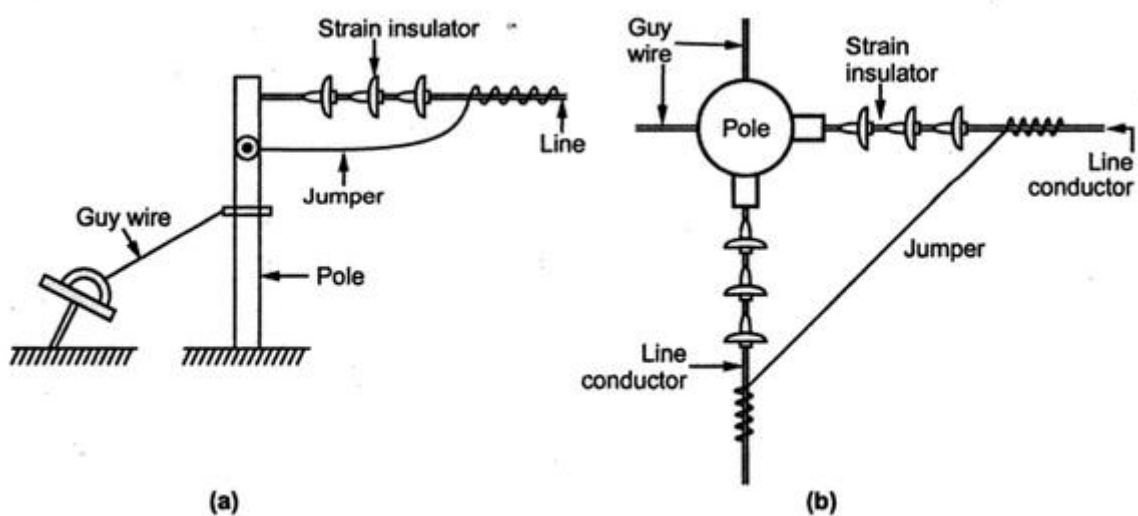 Strain insulator
Line
Jumper
Guy wire
Pole
(a)
Guy
wire
Strain
insulator
Pole
Line
conductor
Jumper
Line
conductor
(b)